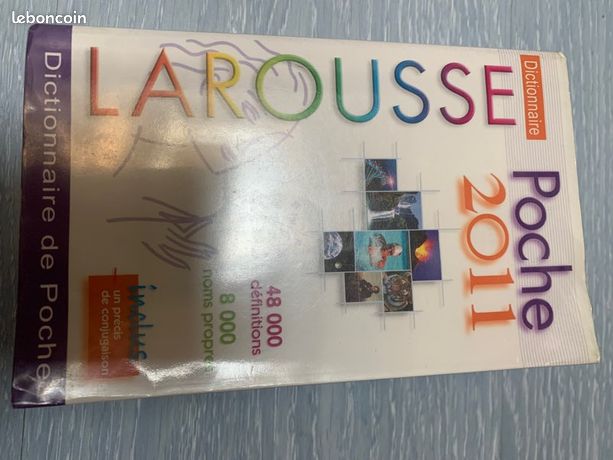 leboncoin
Dictionnaire de Poche
LAROUSSE
Dictionnaire
Poche
2011
48 000
définitions
8 000
noms propres
inclus
un précis
de conjugaison